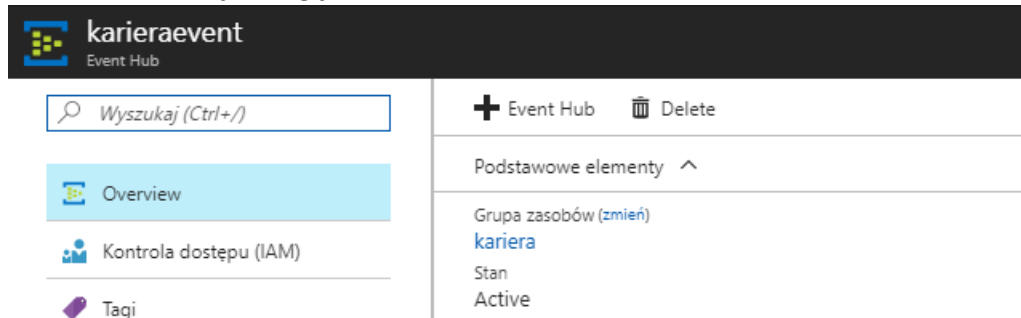 karieraevent
Event Hub
Wyszukaj (Ctrl+/)
Overview
Kontrola dostępu (IAM)
Tagi
Event Hub
Delete
Podstawowe elementy
Grupa zasobów (zmień)
kariera
Stan
Active